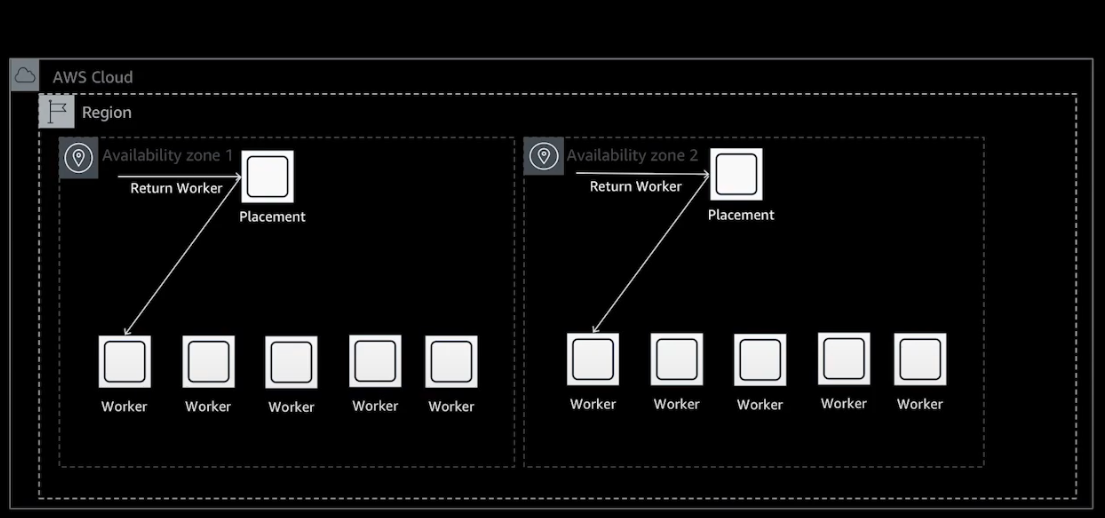 AWS Cloud
Region
Availability zone 1
Return Worker
Placement
Worker
Worker
Worker
Worker
Worker
Availability zone 2
Return Worker
Placement
Worker
Worker
Worker
Worker
Worker